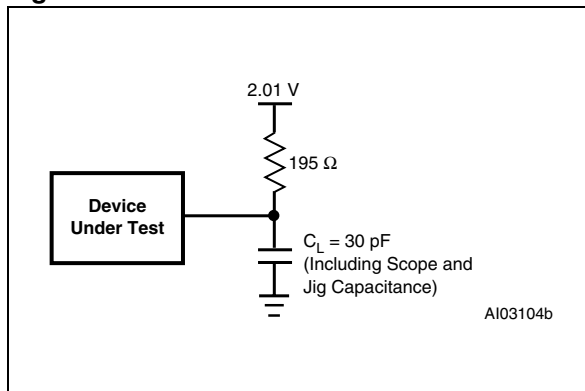 2.01 V
195 Ω
Device
Under Test
C_L = 30 pF
(Including Scope and
Jig Capacitance)
AI03104b